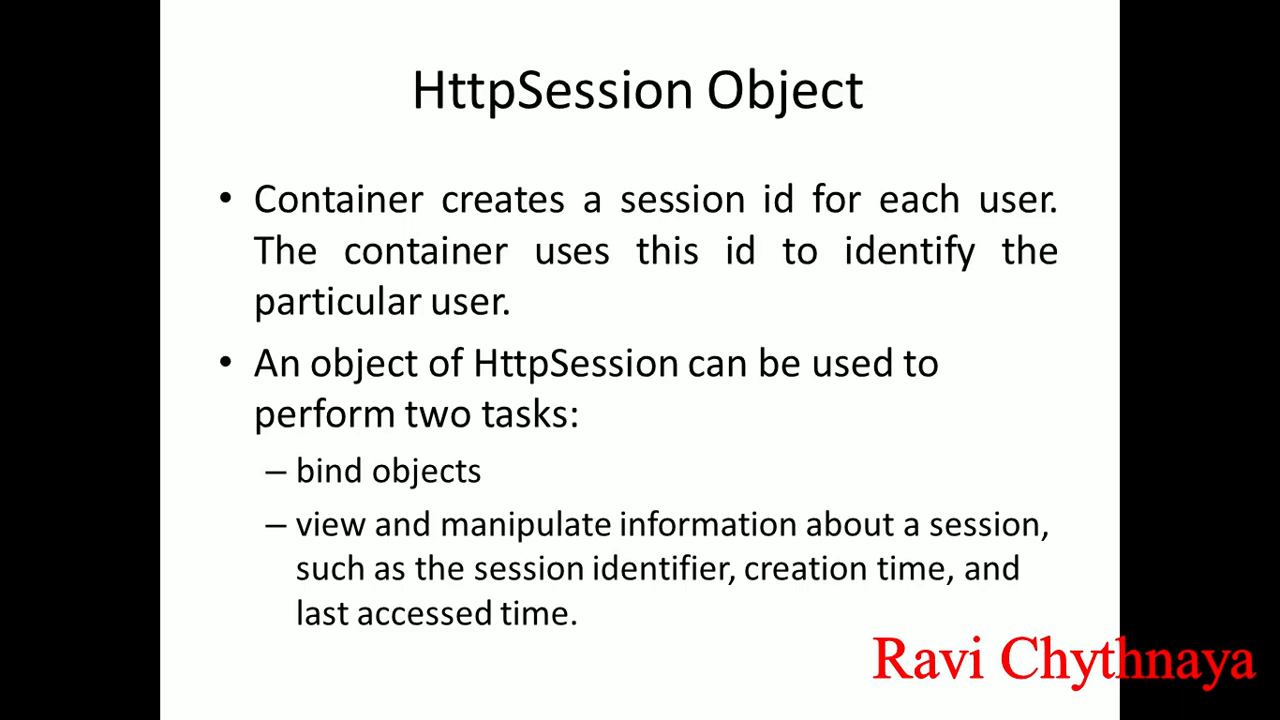 HttpSession Object
• Container creates a session id for each user.
The container uses this id to identify the
particular user.
• An object of HttpSession can be used to
perform two tasks:
– bind objects
– view and manipulate information about a session,
such as the session identifier, creation time, and
last accessed time.
Ravi Chythnaya